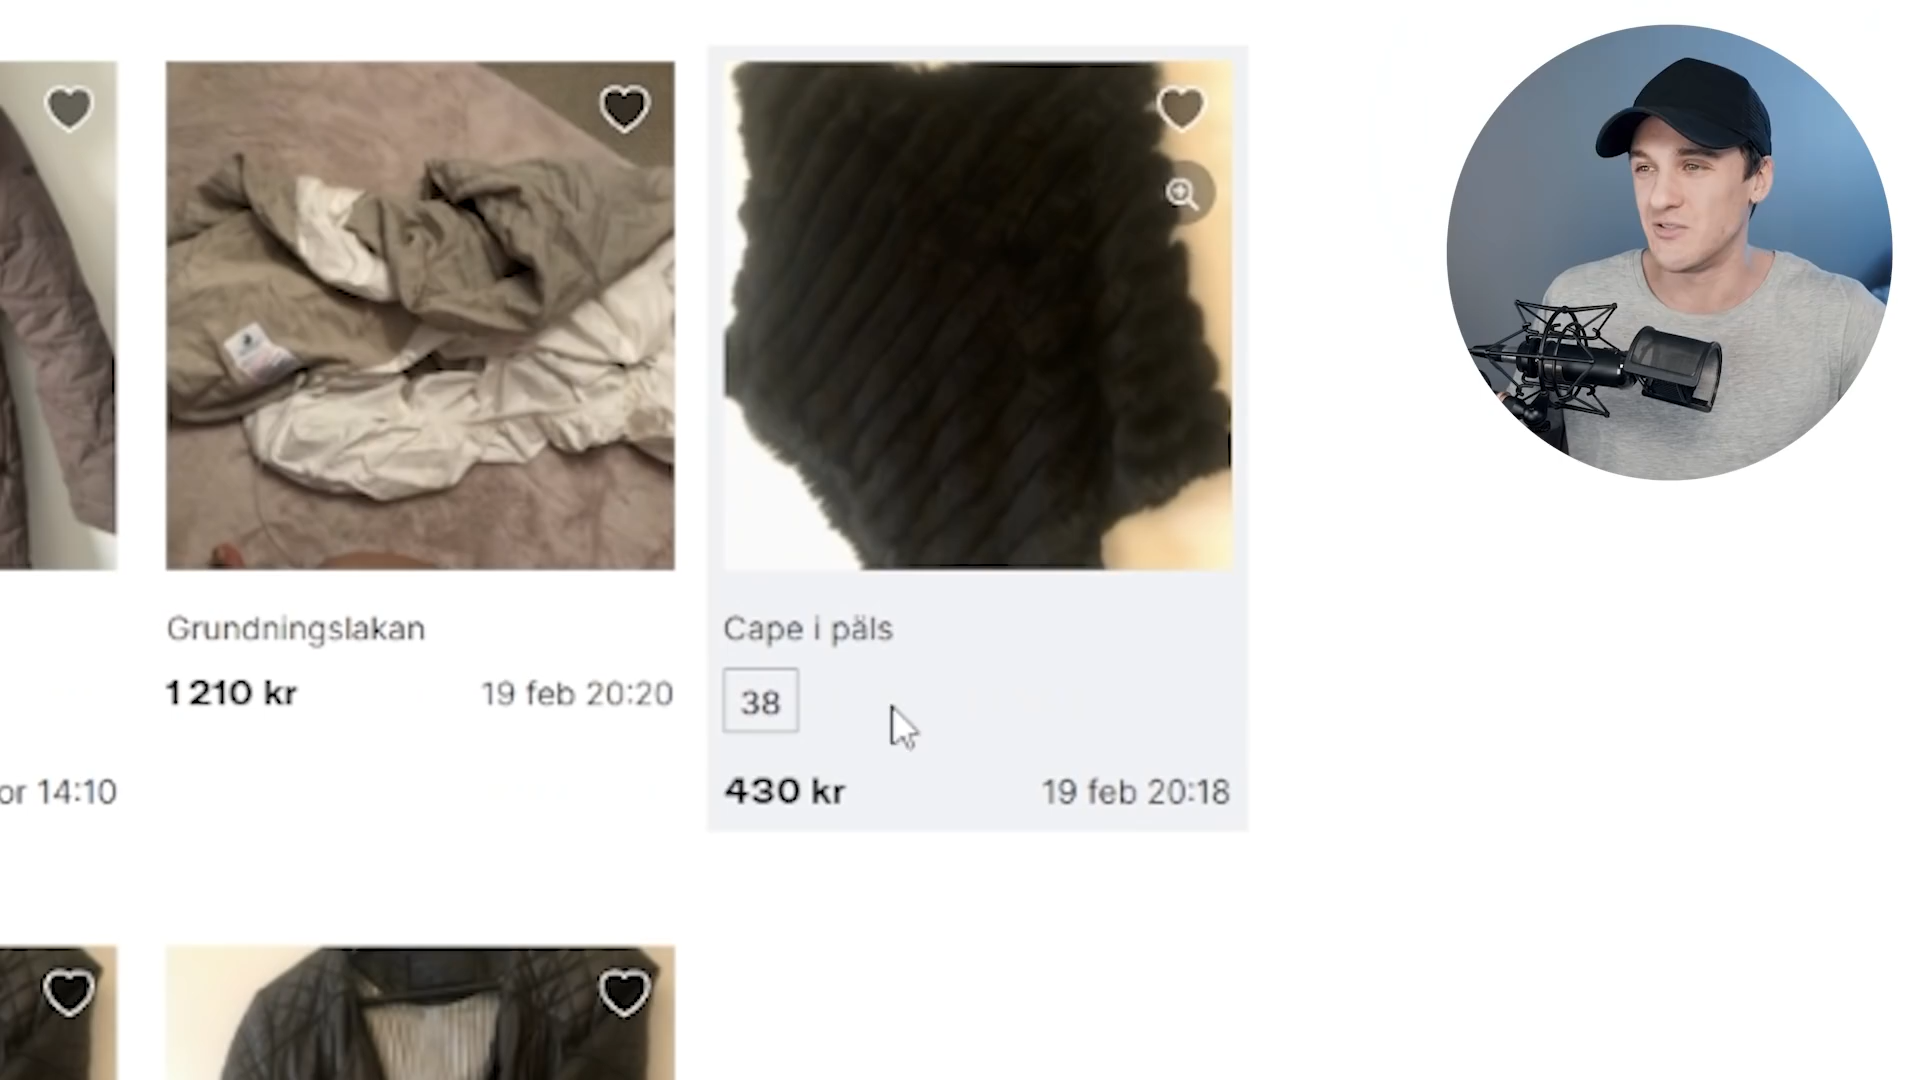 Grundningslakan
1 210 kr
19 feb 20:20
Cape i päls
38
430 kr
19 feb 20:18
or 14:10